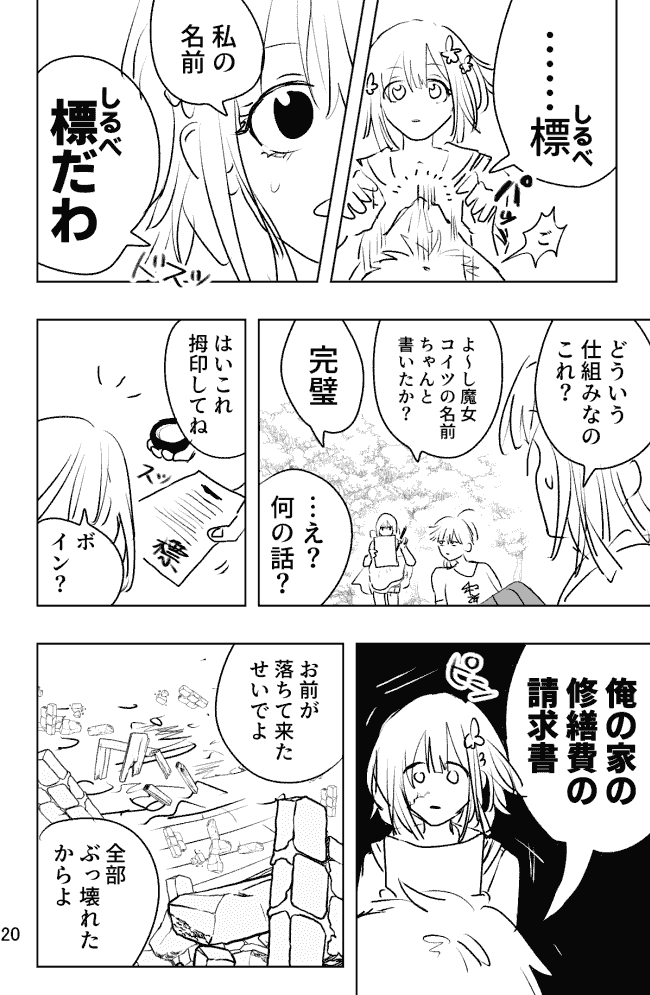 ……標
しるべ
パッ
ご
私の
名前
標だわ
しるべ
ドスッ
どういう
仕組みなの
これ？
よ～し魔女
コイツの名前
ちゃんと
書いたか？
完璧
…え？
何の話？
はいこれ
拇印してね
スッ
標
ボ
イン？
俺の家の
修繕費の
請求書
お前が
落ちて来た
せいでよ
全部
ぶっ壊れた
からよ
20